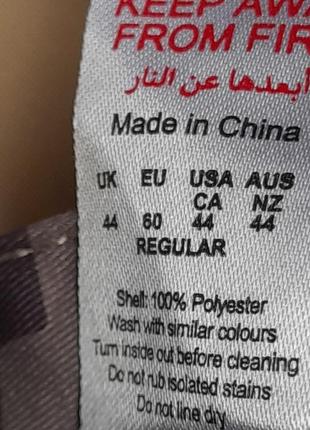 KEEP AWA
FROM FIR
أبعدها عن النار
Made in China
UK EU USA AUS
CA NZ
44 60 44 44
REGULAR
Shell: 100% Polyester
Wash with similar colours
Turn inside out before cleaning
Do not rub isolated stains
Do not line dry